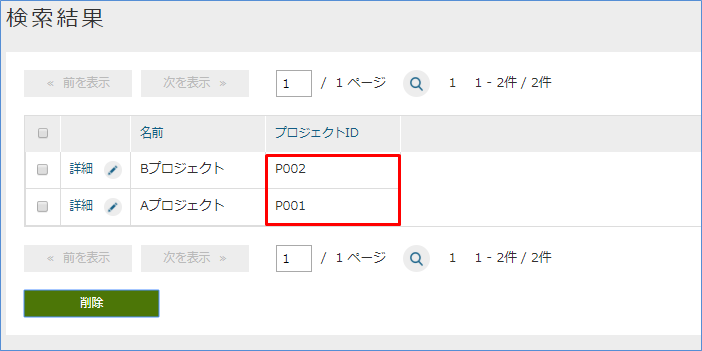 検索結果
« 前を表示 次を表示 » 1 / 1 ページ 1 1 - 2件 / 2件
名前 プロジェクトID
詳細 Bプロジェクト P002
詳細 Aプロジェクト P001
« 前を表示 次を表示 » 1 / 1 ページ 1 1 - 2件 / 2件
削除